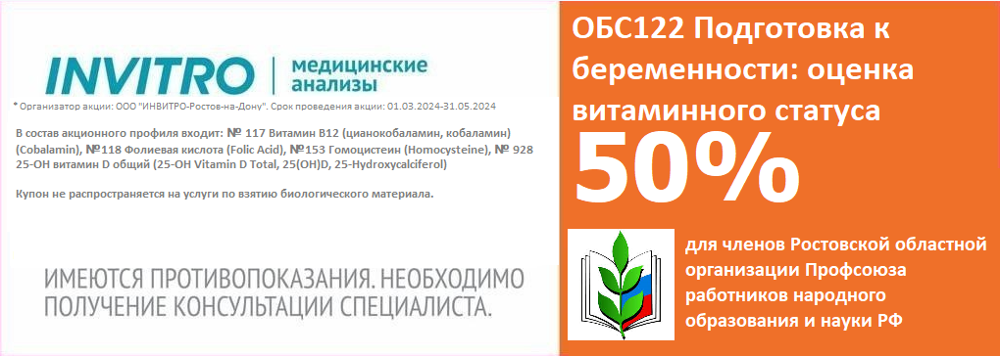 INVITRO
медицинские
анализы
* Организатор акции: ООО "ИНВИТРО-Ростов-на-Дону". Срок проведения акции: 01.03.2024-31.05.2024
В состав акционного профиля входит: № 117 Витамин В12 (цианокобаламин, кобаламин)
(Cobalamin), №118 Фолиевая кислота (Folic Acid), №153 Гомоцистеин (Homocysteine), № 928
25-ОН витамин D общий (25-OH Vitamin D Total, 25(OH)D, 25-Hydroxycalciferol)
Купон не распространяется на услуги по взятию биологического материала.
ИМЕЮТСЯ ПРОТИВОПОКАЗАНИЯ. НЕОБХОДИМО
ПОЛУЧЕНИЕ КОНСУЛЬТАЦИИ СПЕЦИАЛИСТА.
ОБС122 Подготовка к
беременности: оценка
витаминного статуса
50%
для членов Ростовской областной
организации Профсоюза
работников народного
образования и науки РФ